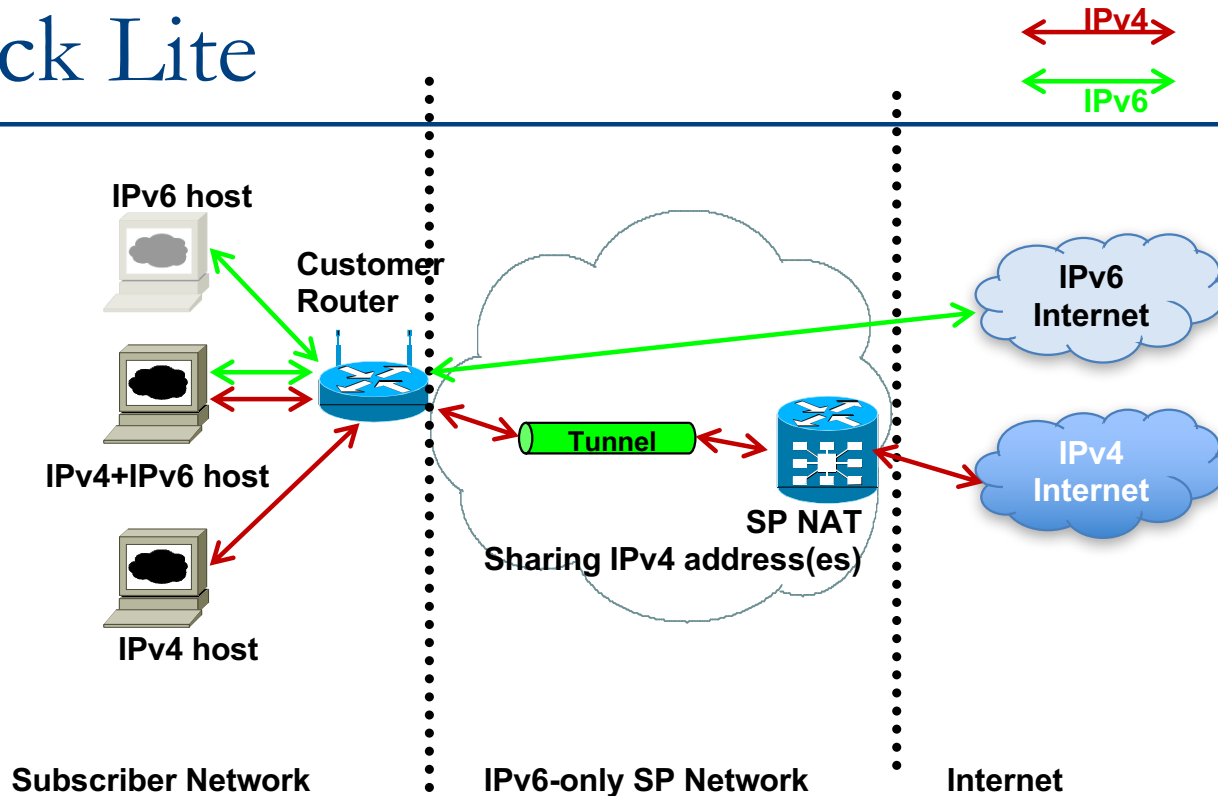 ck Lite
IPv4
IPv6
IPv6 host
Customer
Router
IPv6
Internet
Tunnel
IPv4+IPv6 host
IPv4
Internet
SP NAT
Sharing IPv4 address(es)
IPv4 host
Subscriber Network
IPv6-only SP Network
Internet